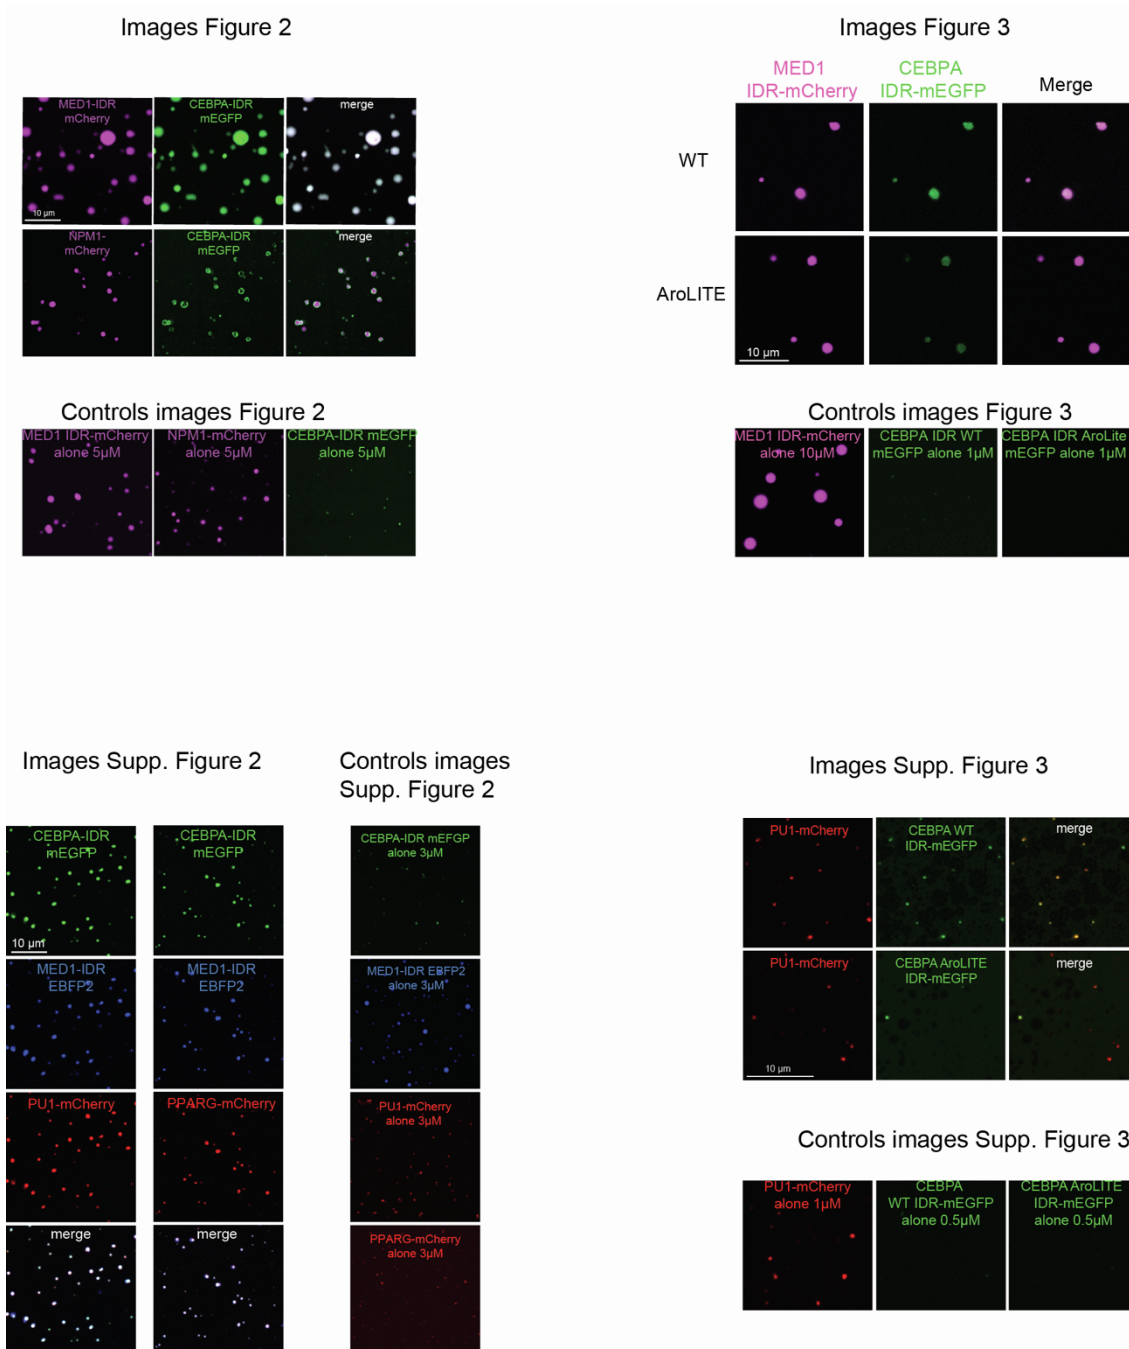 Images Figure 2
MED1-IDR
mCherry
CEBPA-IDR
mEGFP
merge
10 µm
NPM1-
mCherry
CEBPA-IDR
mEGFP
merge
Controls images Figure 2
MED1 IDR-mCherry
alone 5µM
NPM1-mCherry
alone 5µM
CEBPA-IDR mEGFP
alone 5µM
Images Figure 3
MED1
IDR-mCherry
CEBPA
IDR-mEGFP
Merge
WT
AroLITE
10 µm
Controls images Figure 3
MED1 IDR-mCherry
alone 10µM
CEBPA IDR WT
mEGFP alone 1µM
CEBPA IDR AroLite
mEGFP alone 1µM
Images Supp. Figure 2
CEBPA-IDR
mEGFP
CEBPA-IDR
mEGFP
10 µm
MED1-IDR
EBFP2
MED1-IDR
EBFP2
PU1-mCherry
PPARG-mCherry
merge
merge
Controls images
Supp. Figure 2
CEBPA-IDR mEFGP
alone 3µM
MED1-IDR EBFP2
alone 3µM
PU1-mCherry
alone 3µM
PPARG-mCherry
alone 3µM
Images Supp. Figure 3
PU1-mCherry
CEBPA WT
IDR-mEGFP
merge
PU1-mCherry
CEBPA AroLITE
IDR-mEGFP
merge
10 µm
Controls images Supp. Figure 3
PU1-mCherry
alone 1µM
CEBPA
WT IDR-mEGFP
alone 0.5µM
CEBPA AroLITE
IDR-mEGFP
alone 0.5µM